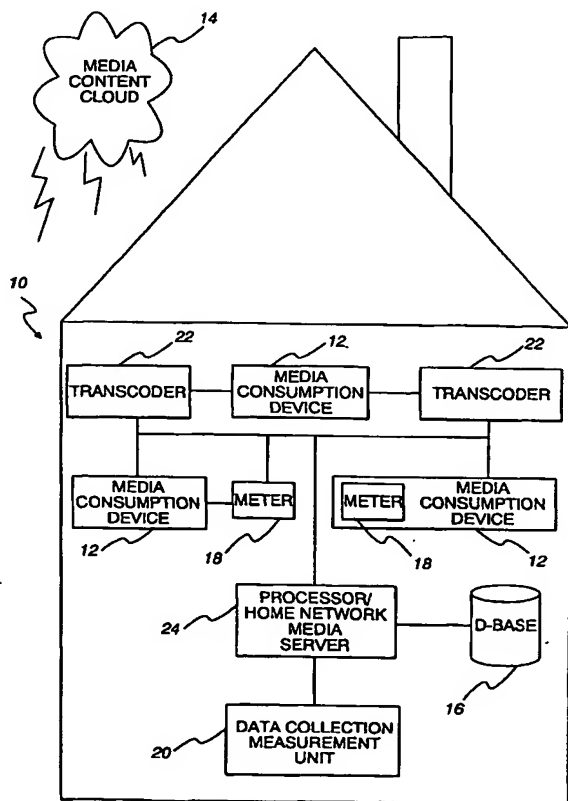 14
MEDIA
CONTENT
CLOUD
10
22
12
22
TRANSCODER
MEDIA
CONSUMPTION
DEVICE
TRANSCODER
MEDIA
CONSUMPTION
DEVICE
METER
METER
MEDIA
CONSUMPTION
DEVICE
12
18
18
12
PROCESSOR/
HOME NETWORK
MEDIA
SERVER
24
D-BASE
16
DATA COLLECTION
MEASUREMENT
UNIT
20